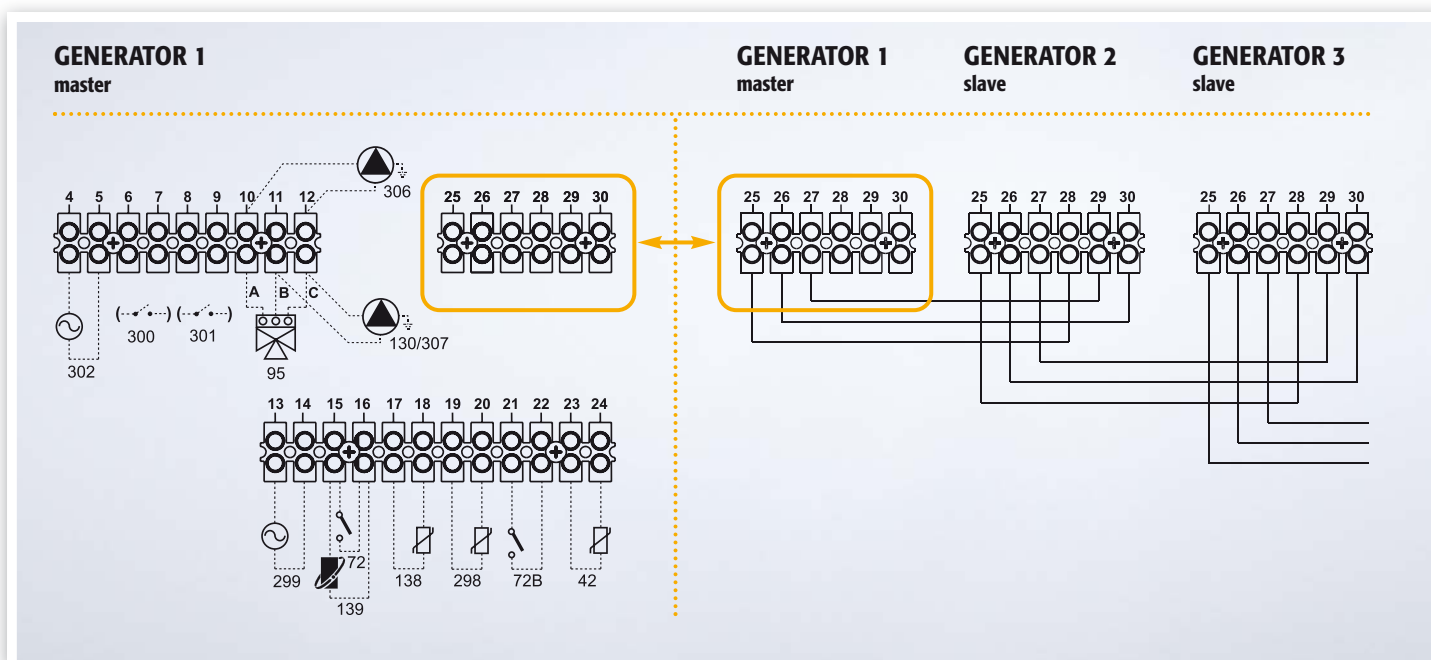 GENERATOR 1
master
GENERATOR 1
master
GENERATOR 2
slave
GENERATOR 3
slave
306
4 5 6 7 8 9 10 11 12
25 26 27 28 29 30
25 26 27 28 29 30
25 26 27 28 29 30
25 26 27 28 29 30
A B C
300 301
130/307
302
95
13 14 15 16 17 18 19 20 21 22 23 24
72
299 138 298 72B 42
139